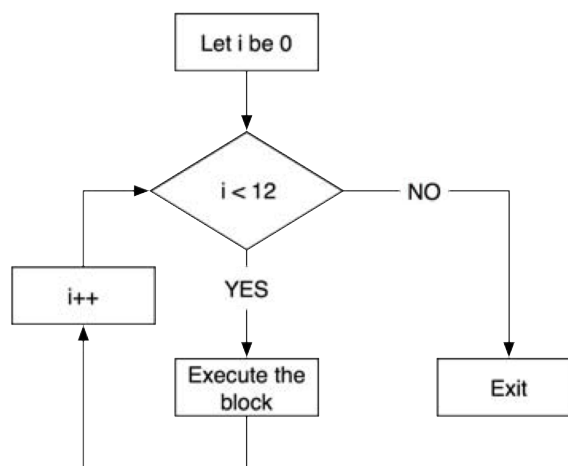 Let i be 0
i < 12
NO
YES
i++
Execute the
block
Exit